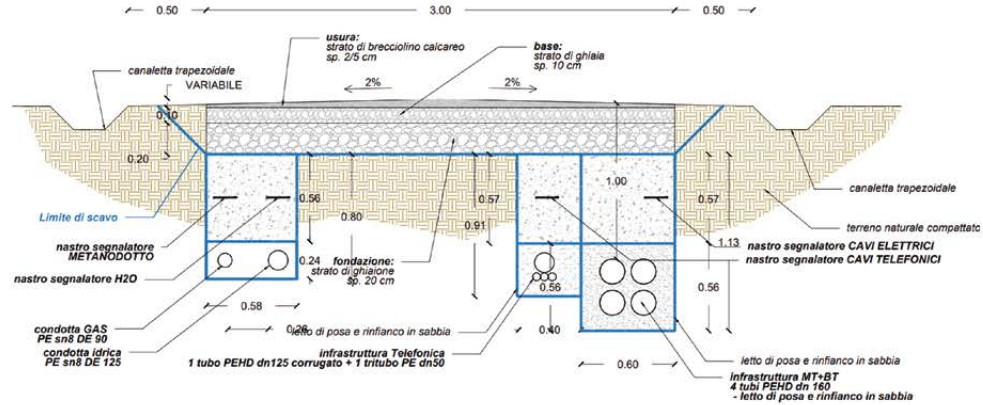 0.50
3.00
0.50
usura:
strato di brecciolino calcareo
sp. 2/5 cm
base:
strato di ghiaia
sp. 10 cm
canaletta trapezoidale
VARIABILE
2%
2%
0.10
0.20
1.00
0.56
0.80
0.57
0.91
0.57
1.13
canaletta trapezoidale
Limite di scavo
terreno naturale compattato
nastro segnalatore
METANODOTTO
nastro segnalatore CAVI ELETTRICI
nastro segnalatore CAVI TELEFONICI
nastro segnalatore H2O
0.24
fondazione:
strato di ghiaione
sp. 20 cm
0.56
0.56
0.58
0.26
condotta GAS
PE sn8 DE 90
condotta idrica
PE sn8 DE 125
letto di posa e rinfianco in sabbia
0.40
infrastruttura Telefonica
1 tubo PEHD dn125 corrugato + 1 tritubo PE dn50
0.60
letto di posa e rinfianco in sabbia
infrastruttura MT+BT
4 tubi PEHD dn 160
- letto di posa e rinfianco in sabbia